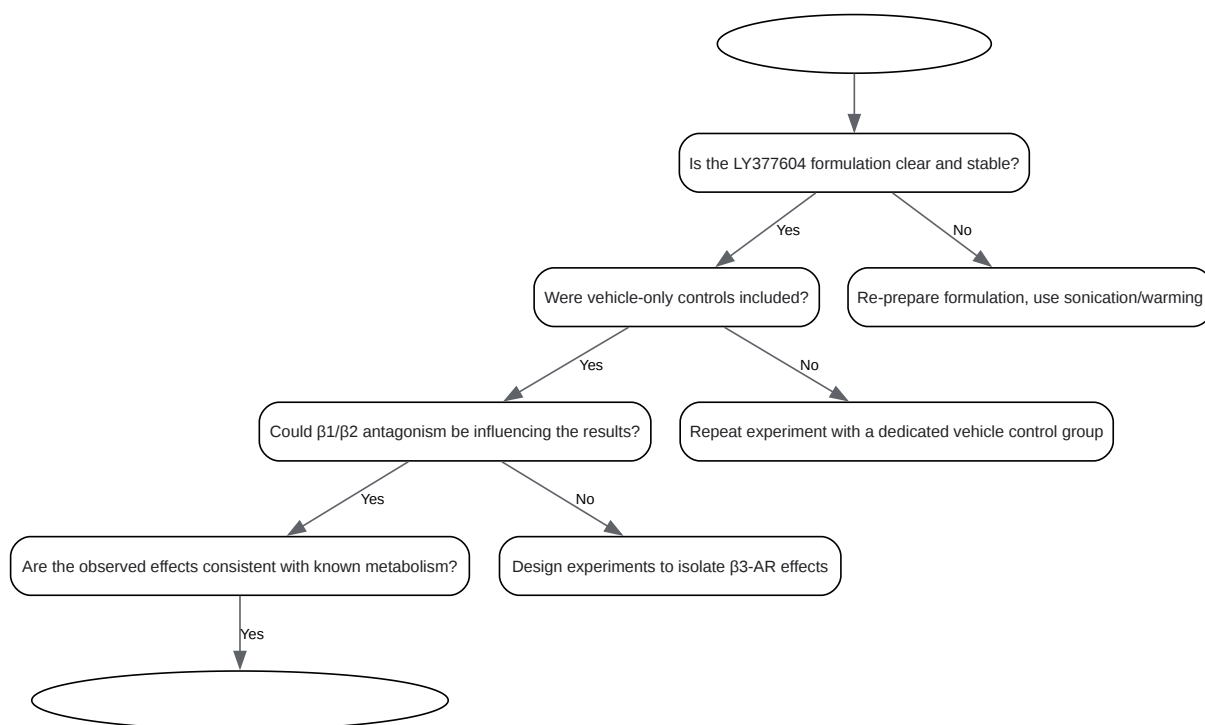 Is the LY377604 formulation clear and stable?
Yes
No
Were vehicle-only controls included?
Re-prepare formulation, use sonication/warming
Yes
No
Could β1/β2 antagonism be influencing the results?
Repeat experiment with a dedicated vehicle control group
Yes
No
Are the observed effects consistent with known metabolism?
Design experiments to isolate β3-AR effects
Yes